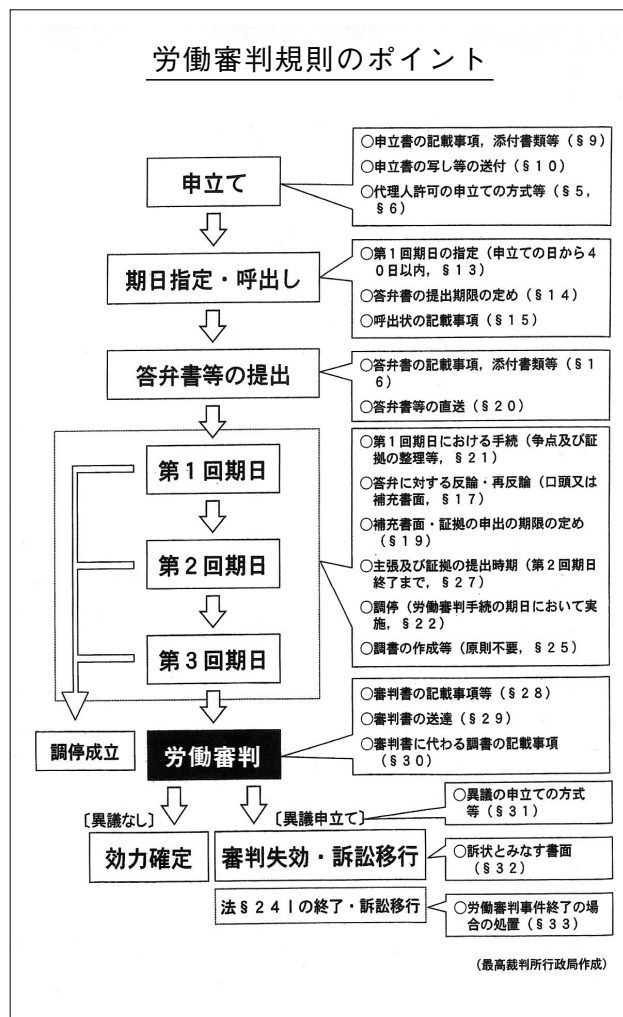 労働審判規則のポイント
申立て
○申立書の記載事項,添付書類等(§9)
○申立書の写し等の送付(§10)
○代理人許可の申立ての方式等(§5,
§6)
期日指定・呼出し
○第1回期日の指定(申立ての日から4
0日以内,§13)
○答弁書の提出期限の定め(§14)
○呼出状の記載事項(§15)
答弁書等の提出
○答弁書の記載事項,添付書類等(§1
6)
○答弁書等の直送(§20)
第1回期日
第2回期日
第3回期日
○第1回期日における手続(争点及び証
拠の整理等,§21)
○答弁に対する反論・再反論(口頭又は
補充書面,§17)
○補充書面・証拠の申出の期限の定め
(§19)
○主張及び証拠の提出時期(第2回期日
終了まで,§27)
○調停(労働審判手続の期日において実
施,§22)
○調書の作成等(原則不要,§25)
調停成立
労働審判
○審判書の記載事項等(§28)
○審判書の送達(§29)
○審判書に代わる調書の記載事項
(§30)
〔異議なし〕
〔異議申立て〕
○異議の申立ての方式
等(§31)
効力確定
審判失効・訴訟移行
○訴状とみなす書面
(§32)
法§24Ⅰの終了・訴訟移行
○労働審判事件終了の場
合の処置(§33)
(最高裁判所行政局作成)